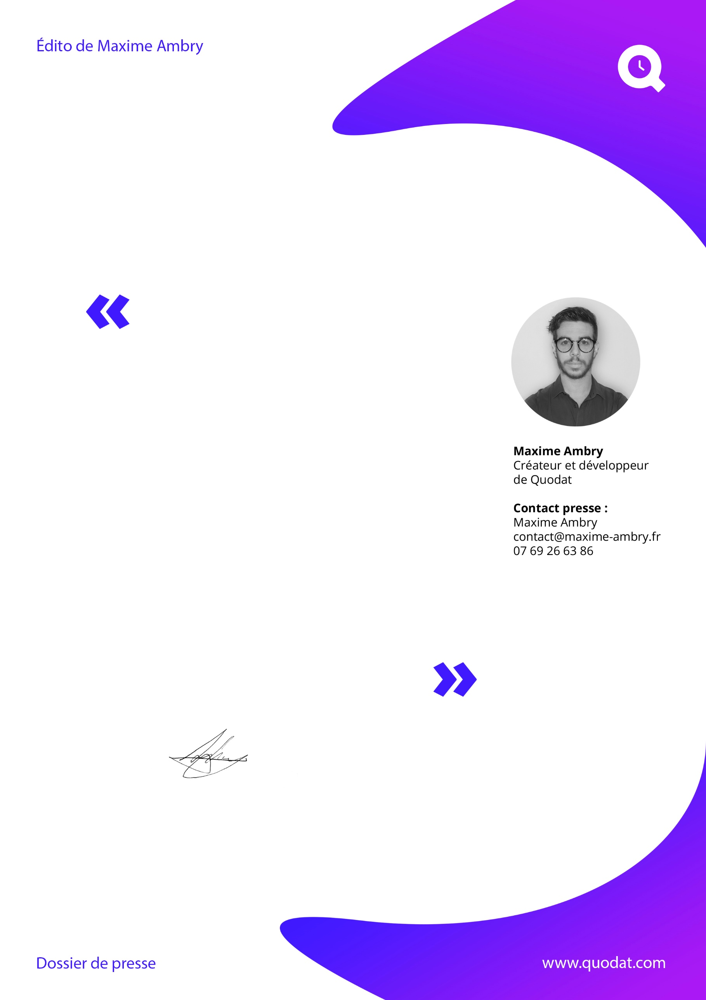 Édito de Maxime Ambry
«
Maxime Ambry
Créateur et développeur
de Quodat
Contact presse :
Maxime Ambry
contact@maxime-ambry.fr
07 69 26 63 86
»
Dossier de presse
www.quodat.com